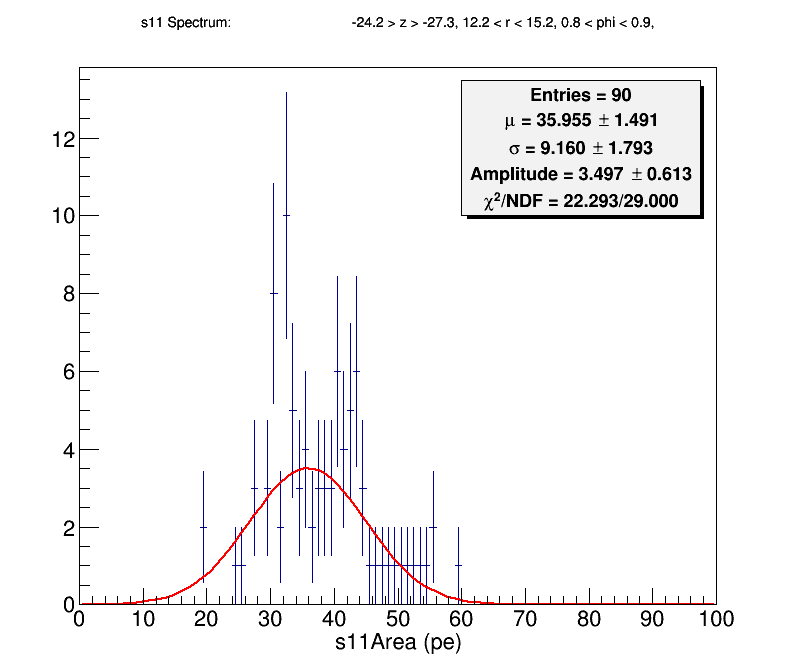 s11 Spectrum: -24.2 > z > -27.3, 12.2 < r < 15.2, 0.8 < phi < 0.9,
Entries = 90
μ = 35.955 ± 1.491
σ = 9.160 ± 1.793
Amplitude = 3.497 ± 0.613
χ²/NDF = 22.293/29.000
12
10
8
6
4
2
0
0 10 20 30 40 50 60 70 80 90 100
s11Area (pe)